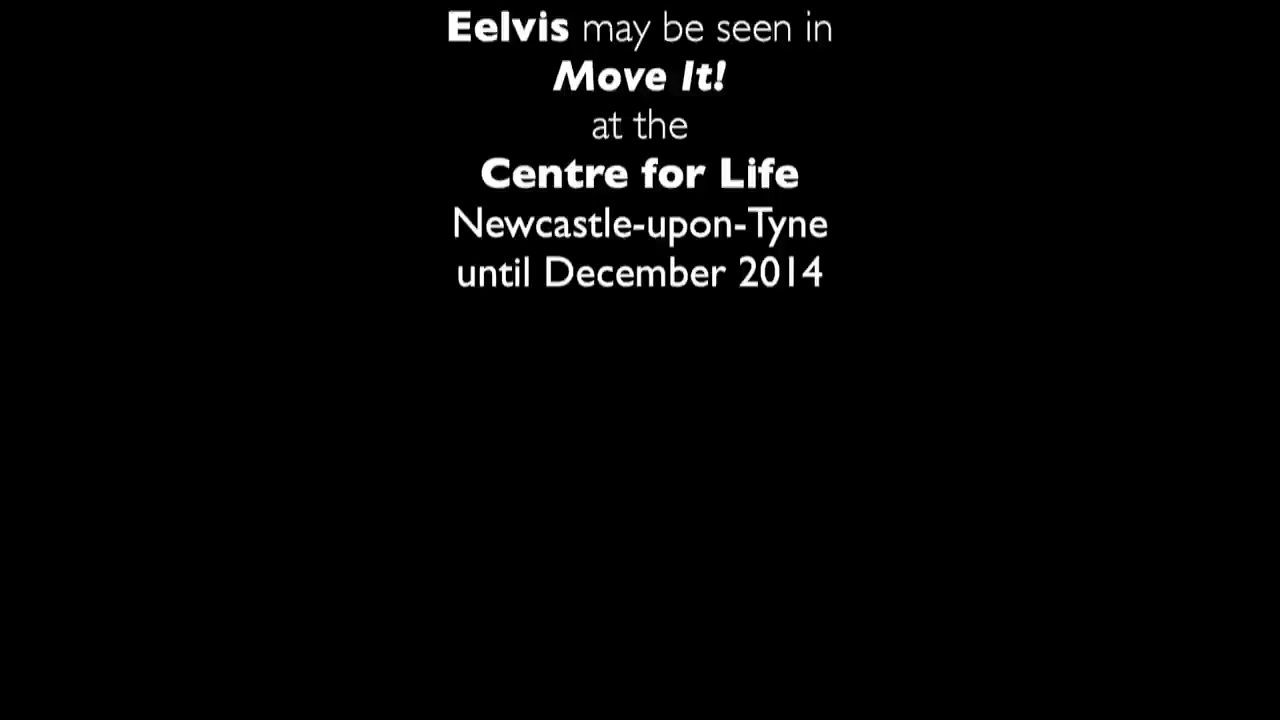 Eelvis may be seen in
Move It!
at the
Centre for Life
Newcastle-upon-Tyne
until December 2014